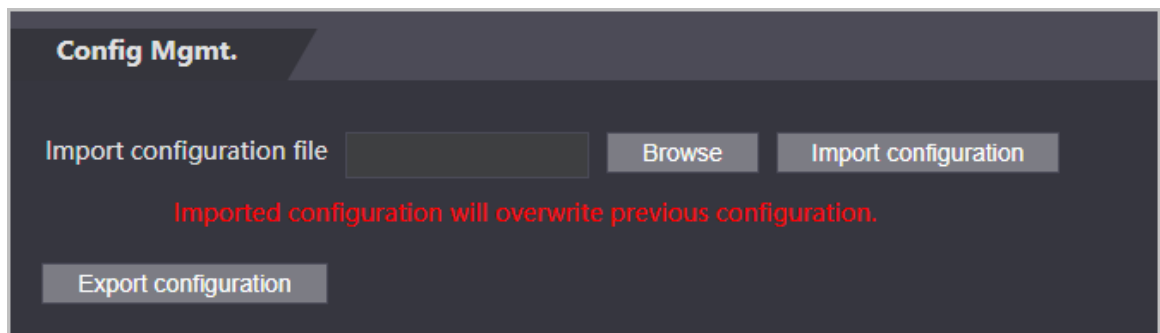 Config Mgmt.
Import configuration file Browse Import configuration
Imported configuration will overwrite previous configuration.
Export configuration